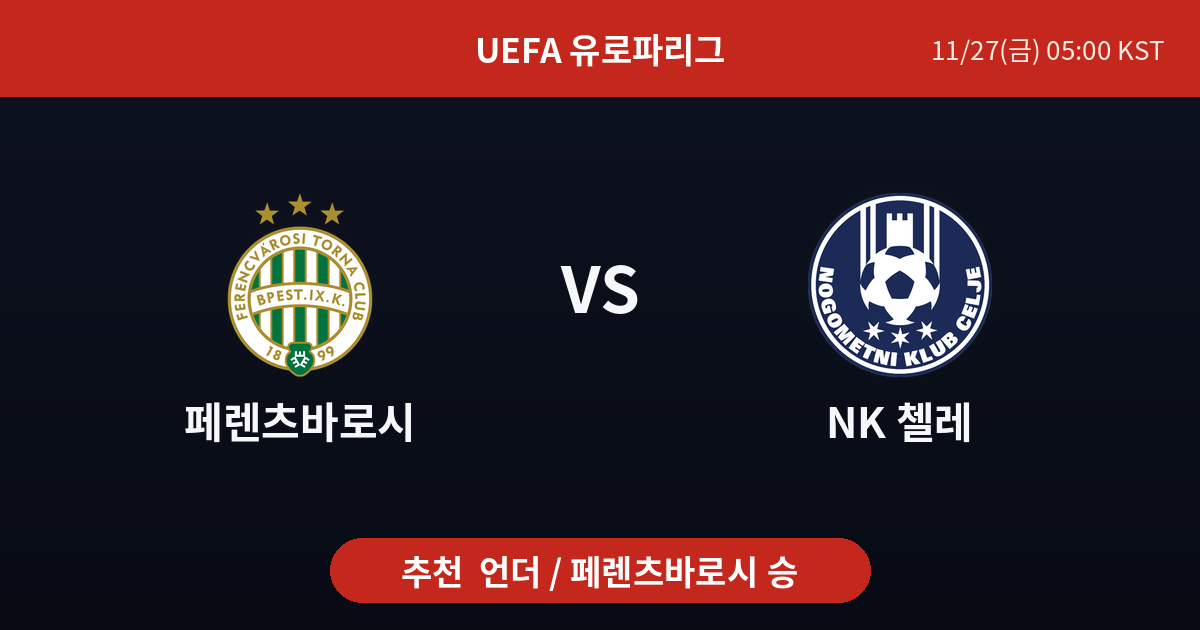 UEFA 유로파리그
11/27(금) 05:00 KST
FERENCVÁROSI TORNA CLUB
BPEST.IX.K.
18 99
NOGOMETNI KLUB CELJE
VS
페렌츠바로시
NK 첼레
추천 언더 / 페렌츠바로시 승